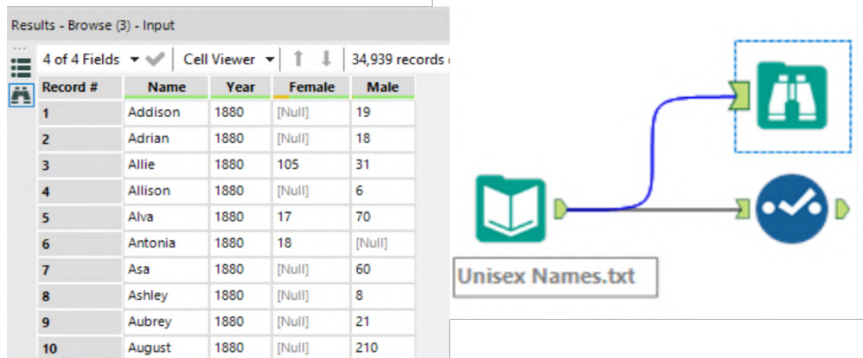 Results - Browse (3) - Input
4 of 4 Fields Cell Viewer 34,939 records
Record # Name Year Female Male
1 Addison 1880 [Null] 19
2 Adrian 1880 [Null] 18
3 Allie 1880 105 31
4 Allison 1880 [Null] 6
5 Alva 1880 17 70
6 Antonia 1880 18 [Null]
7 Asa 1880 [Null] 60
8 Ashley 1880 [Null] 8
9 Aubrey 1880 [Null] 21
10 August 1880 [Null] 210
Unisex Names.txt